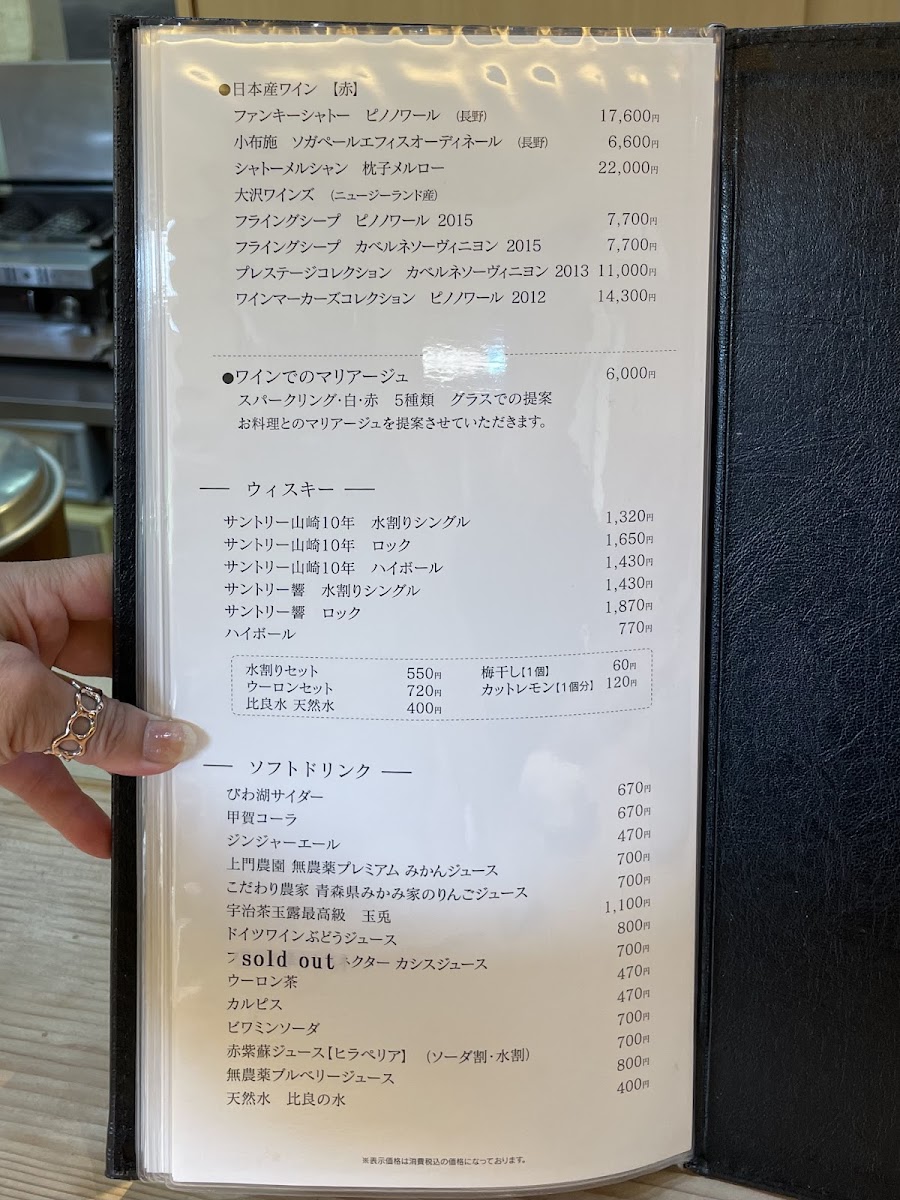 ●日本産ワイン 【赤】
ファンキーシャトー ピノノワール (長野) 17,600円
小布施 ソガペールエフィスオーディネール (長野) 6,600円
シャトーメルシャン 枕子メルロー 22,000円
大沢ワインズ (ニュージーランド産)
フライングシープ ピノノワール 2015 7,700円
フライングシープ カベルネソーヴィニヨン 2015 7,700円
プレステージコレクション カベルネソーヴィニヨン 2013 11,000円
ワインマーカーズコレクション ピノノワール 2012 14,300円
●ワインでのマリアージュ 6,000円
スパークリング・白・赤 5種類 グラスでの提案
お料理とのマリアージュを提案させていただきます。
― ウィスキー ―
サントリー山崎10年 水割りシングル 1,320円
サントリー山崎10年 ロック 1,650円
サントリー山崎10年 ハイボール 1,430円
サントリー響 水割りシングル 1,430円
サントリー響 ロック 1,870円
ハイボール 770円
水割りセット 550円 梅干し【1個】 60円
ウーロンセット 720円 カットレモン【1個分】 120円
比良水 天然水 400円
― ソフトドリンク ―
びわ湖サイダー 670円
甲賀コーラ 670円
ジンジャーエール 470円
上門農園 無農薬プレミアム みかんジュース 700円
こだわり農家 青森県みかみ家のりんごジュース 700円
宇治茶玉露最高級 玉兎 1,100円
ドイツワインぶどうジュース 800円
sold out ネクター カシスジュース 700円
ウーロン茶 470円
カルピス 470円
ビワミンソーダ 700円
赤紫蘇ジュース【ヒラペリア】 (ソーダ割・水割) 700円
無農薬ブルベリージュース 800円
天然水 比良の水 400円
※表示価格は消費税込の価格になっております。